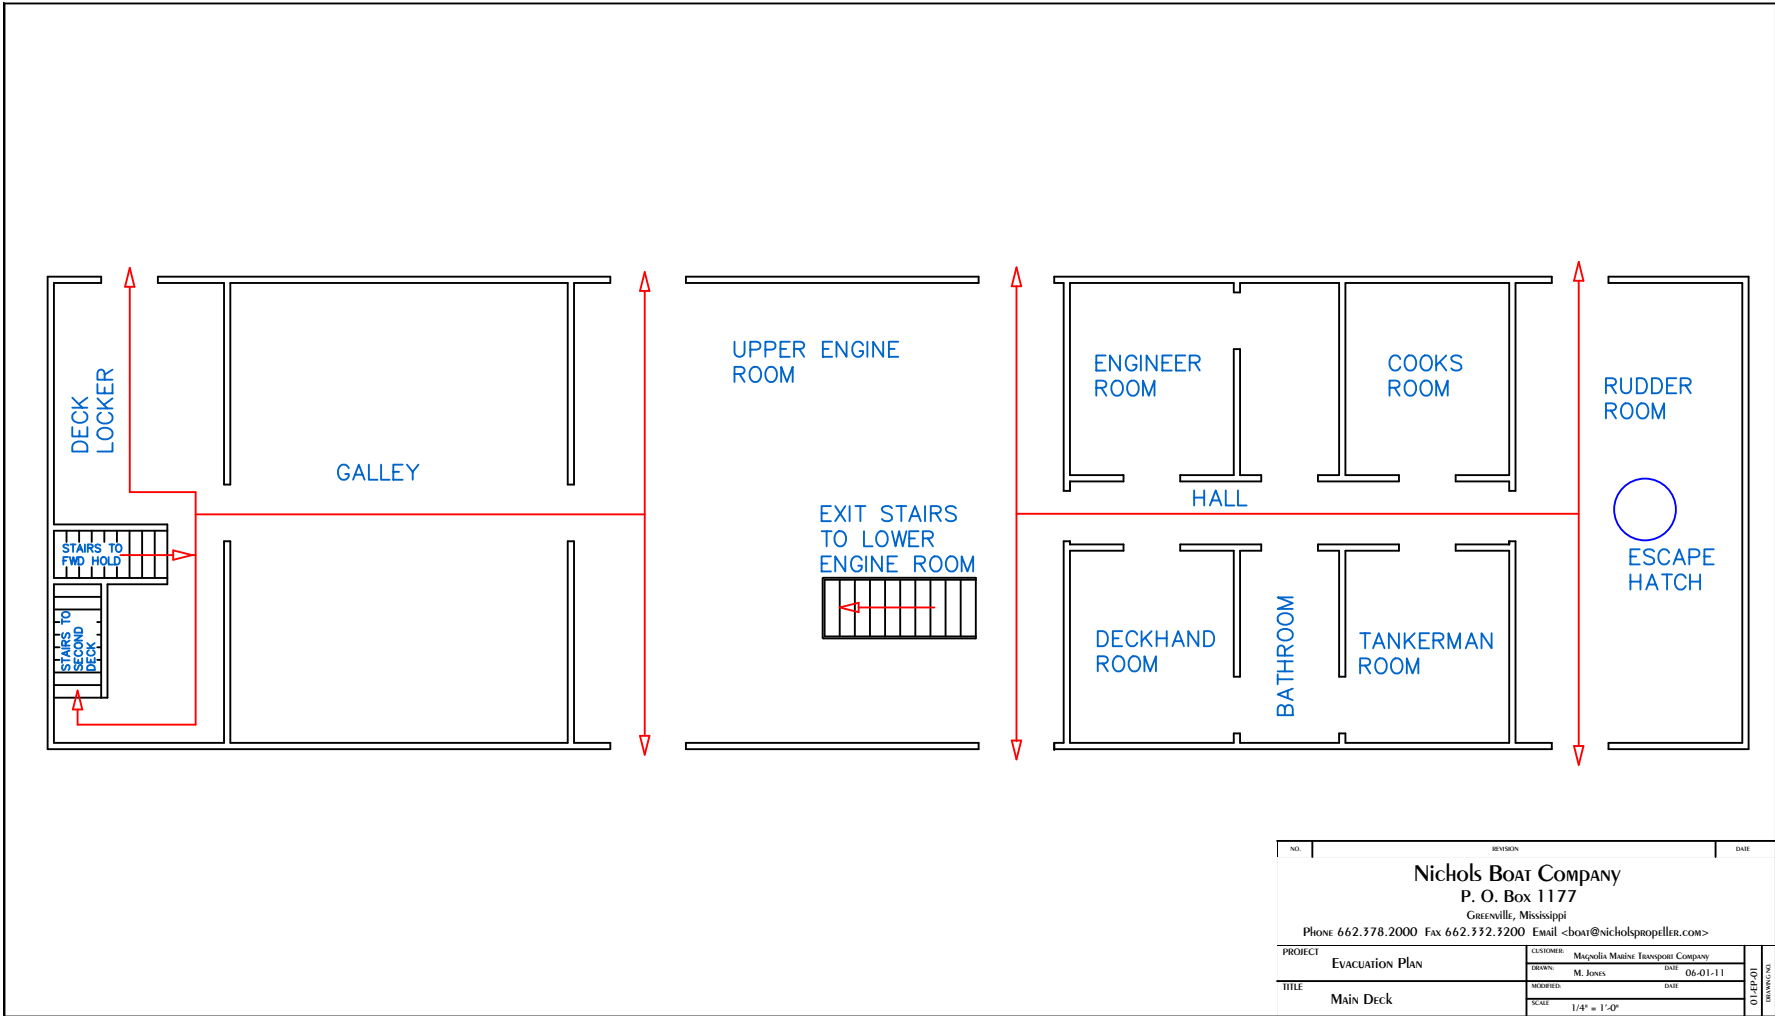 DECK
LOCKER
GALLEY
UPPER ENGINE
ROOM
ENGINEER
ROOM
COOKS
ROOM
RUDDER
ROOM
HALL
EXIT STAIRS
TO LOWER
ENGINE ROOM
STAIRS TO
FWD HOLD
STAIRS TO
SECOND
DECK
ESCAPE
HATCH
DECKHAND
ROOM
BATHROOM
TANKERMAN
ROOM
NO. REVISION DATE
Nichols Boat Company
P. O. Box 1177
Greenville, Mississippi
Phone 662.378.2000 Fax 662.332.3200 Email <boat@nicholspropeller.com>
PROJECT Evacuation Plan
CUSTOMER: Magnolia Marine Transport Company
DRAWN: M. Jones DATE 06-01-11
TITLE Main Deck
MODIFIED: DATE
SCALE 1/4" = 1'-0"
01-EP-01
DRAWING NO.